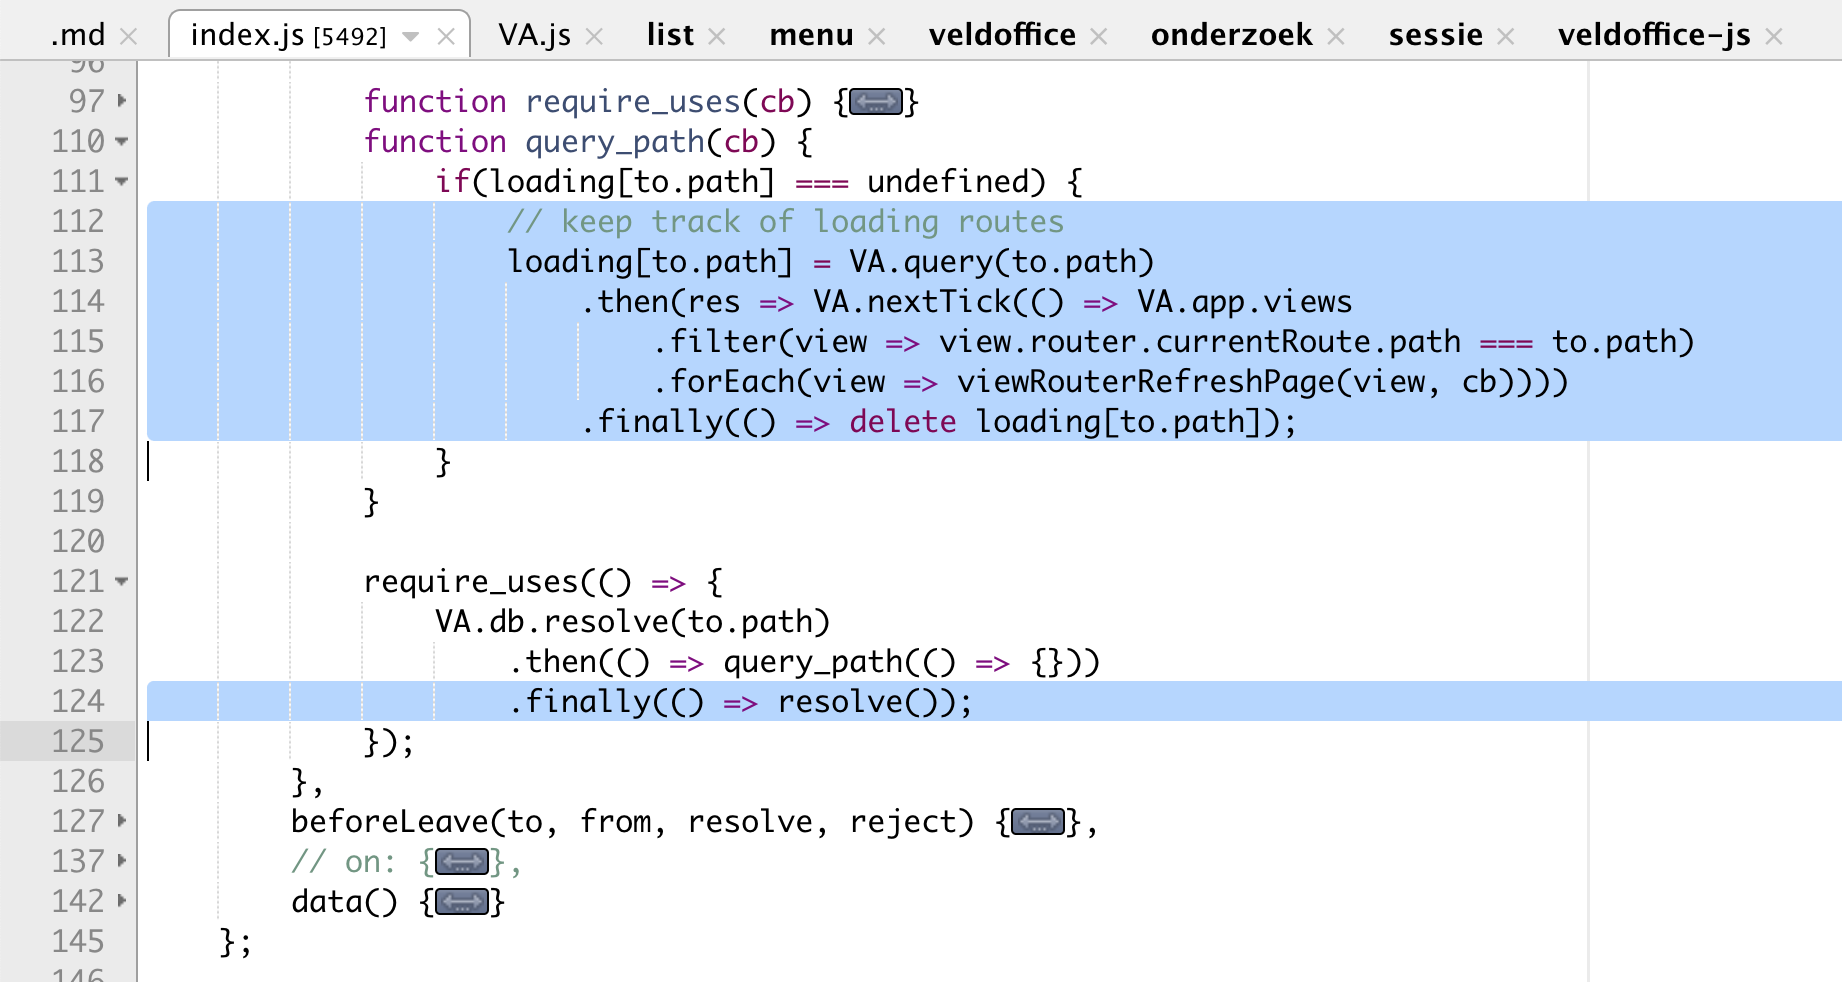 .md × index.js [5492] × VA.js × list × menu × veldoffice × onderzoek × sessie × veldoffice-js ×
96
97 function require_uses(cb) {...}
110 function query_path(cb) {
111 if(loading[to.path] === undefined) {
112 // keep track of loading routes
113 loading[to.path] = VA.query(to.path)
114 .then(res => VA.nextTick(() => VA.app.views
115 .filter(view => view.router.currentRoute.path === to.path)
116 .forEach(view => viewRouterRefreshPage(view, cb))))
117 .finally(() => delete loading[to.path]);
118 }
119 }
120
121 require_uses(() => {
122 VA.db.resolve(to.path)
123 .then(() => query_path(() => {}))
124 .finally(() => resolve());
125 });
126 },
127 beforeLeave(to, from, resolve, reject) {...},
137 // on: {...},
142 data() {...}
145 };
146